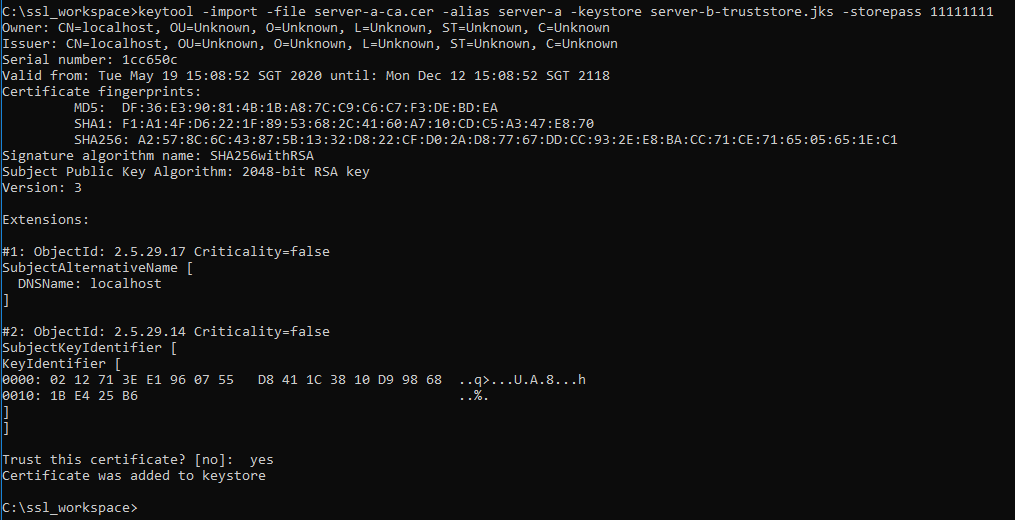 C:\ssl_workspace>keytool -import -file server-a-ca.cer -alias server-a -keystore server-b-truststore.jks -storepass 11111111
Owner: CN=localhost, OU=Unknown, O=Unknown, L=Unknown, ST=Unknown, C=Unknown
Issuer: CN=localhost, OU=Unknown, O=Unknown, L=Unknown, ST=Unknown, C=Unknown
Serial number: 1cc650c
Valid from: Tue May 19 15:08:52 SGT 2020 until: Mon Dec 12 15:08:52 SGT 2118
Certificate fingerprints:
         MD5:  DF:36:E3:90:81:4B:1B:A8:7C:C9:C6:C7:F3:DE:BD:EA
         SHA1: F1:A1:4F:D6:22:1F:89:53:68:2C:41:60:A7:10:CD:C5:A3:47:E8:70
         SHA256: A2:57:8C:6C:43:87:5B:13:32:D8:22:CF:D0:2A:D8:77:67:DD:CC:93:2E:E8:BA:CC:71:CE:71:65:05:65:1E:C1
Signature algorithm name: SHA256withRSA
Subject Public Key Algorithm: 2048-bit RSA key
Version: 3
Extensions:
#1: ObjectId: 2.5.29.17 Criticality=false
SubjectAlternativeName [
  DNSName: localhost
]
#2: ObjectId: 2.5.29.14 Criticality=false
SubjectKeyIdentifier [
KeyIdentifier [
0000: 02 12 71 3E E1 96 07 55   D8 41 1C 38 10 D9 98 68  ..q>...U.A.8...h
0010: 1B E4 25 B6                                        ..%.
]
]
Trust this certificate? [no]:  yes
Certificate was added to keystore
C:\ssl_workspace>